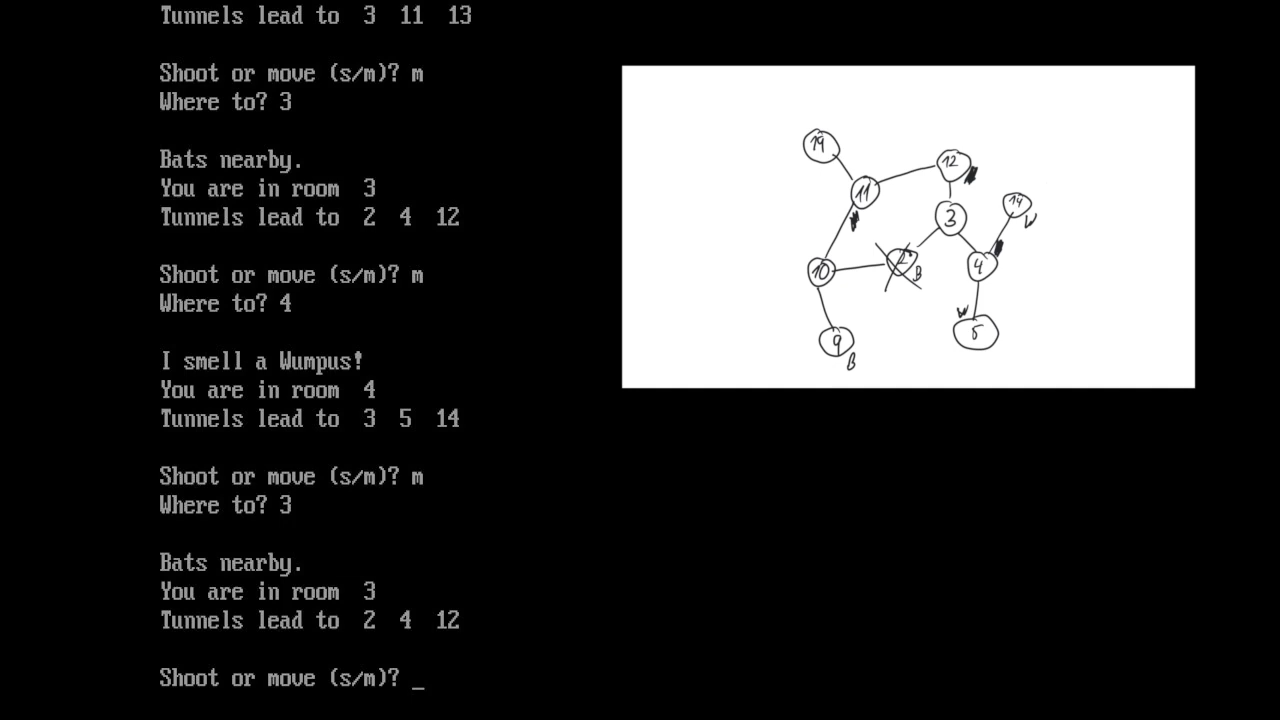 Tunnels lead to  3  11  13
Shoot or move (s/m)? m
Where to? 3
Bats nearby.
You are in room  3
Tunnels lead to  2  4  12
Shoot or move (s/m)? m
Where to? 4
I smell a Wumpus!
You are in room  4
Tunnels lead to  3  5  14
Shoot or move (s/m)? m
Where to? 3
Bats nearby.
You are in room  3
Tunnels lead to  2  4  12
Shoot or move (s/m)? _
19
12
11
14
W
3
2
B
4
10
W
5
9
B